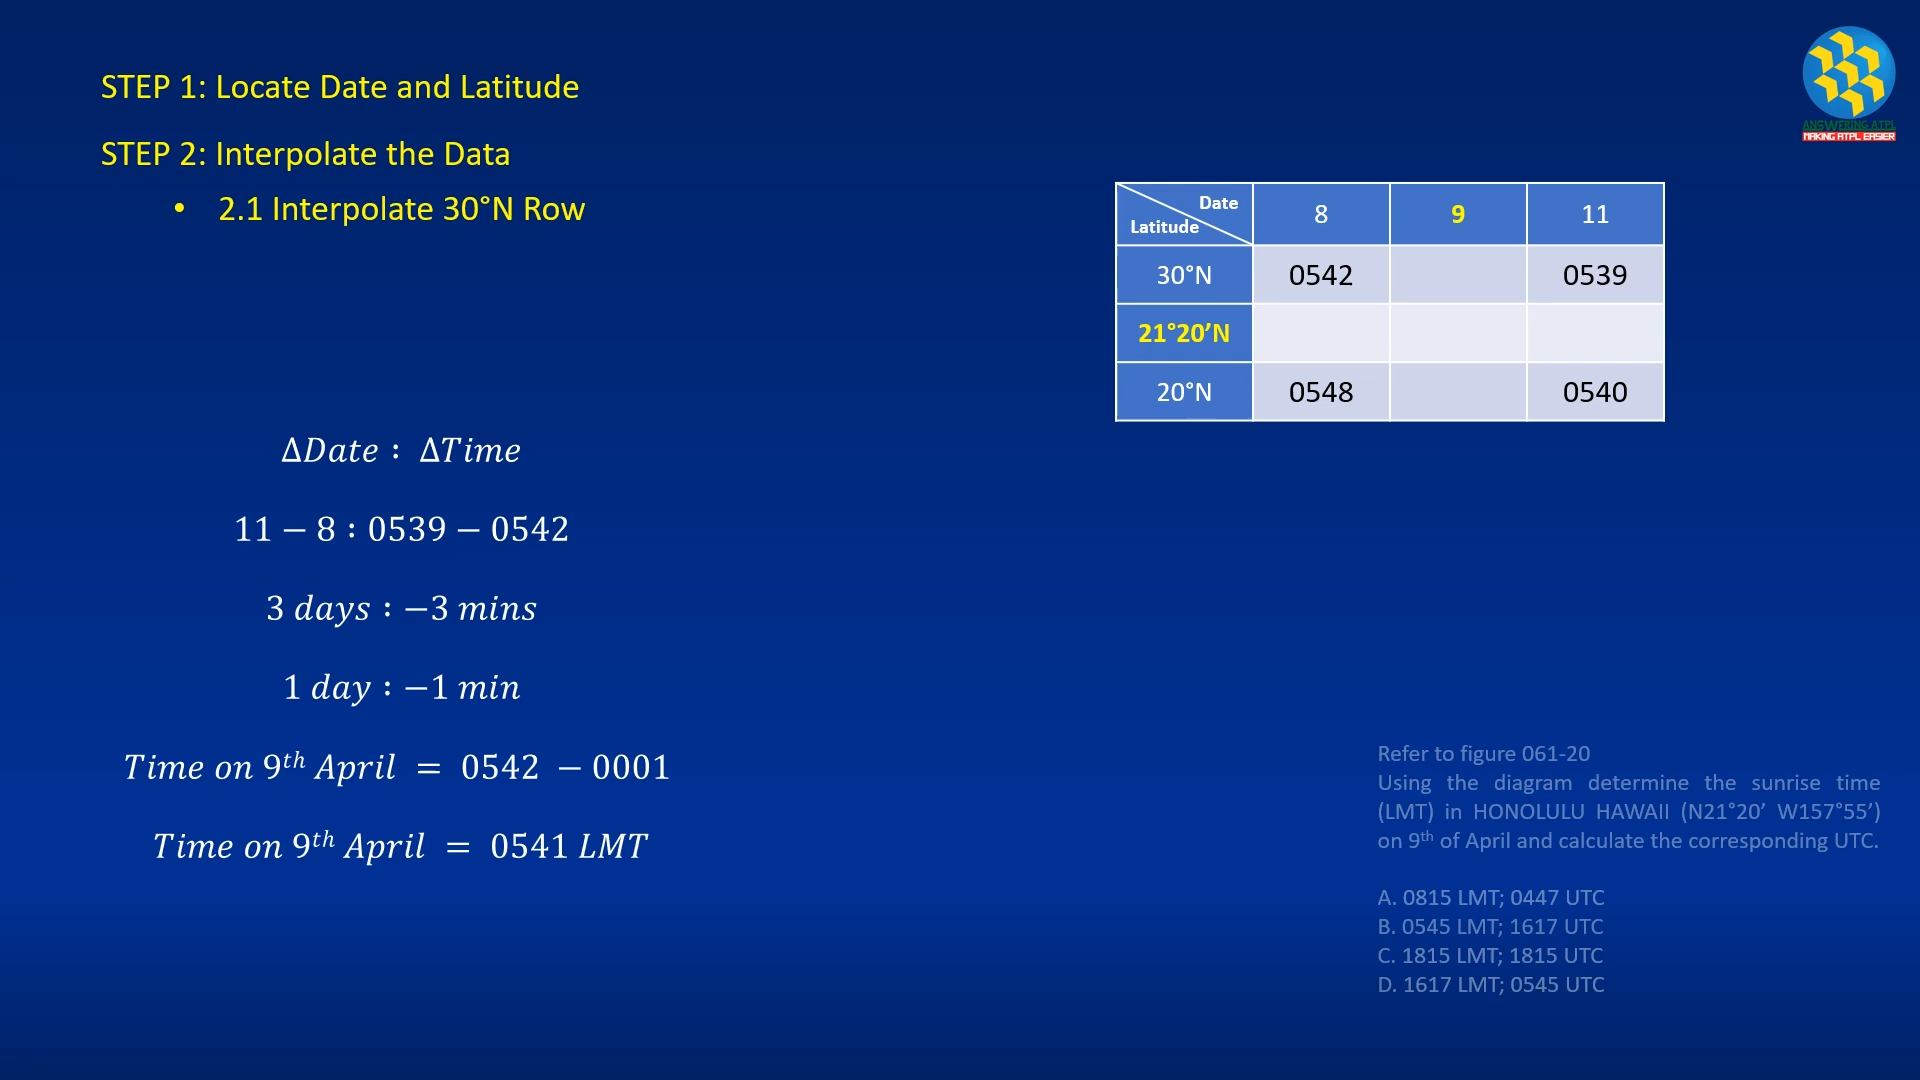 STEP 1: Locate Date and Latitude
STEP 2: Interpolate the Data
• 2.1 Interpolate 30°N Row
ΔDate : ΔTime
11 − 8 : 0539 − 0542
3 days : −3 mins
1 day : −1 min
Time on 9th April = 0542 − 0001
Time on 9th April = 0541 LMT
ANSWERING ATPL
MAKING ATPL EASIER
Date
Latitude
8 9 11
30°N 0542 0539
21°20’N
20°N 0548 0540
Refer to figure 061-20
Using the diagram determine the sunrise time
(LMT) in HONOLULU HAWAII (N21°20’ W157°55’)
on 9th of April and calculate the corresponding UTC.
A. 0815 LMT; 0447 UTC
B. 0545 LMT; 1617 UTC
C. 1815 LMT; 1815 UTC
D. 1617 LMT; 0545 UTC